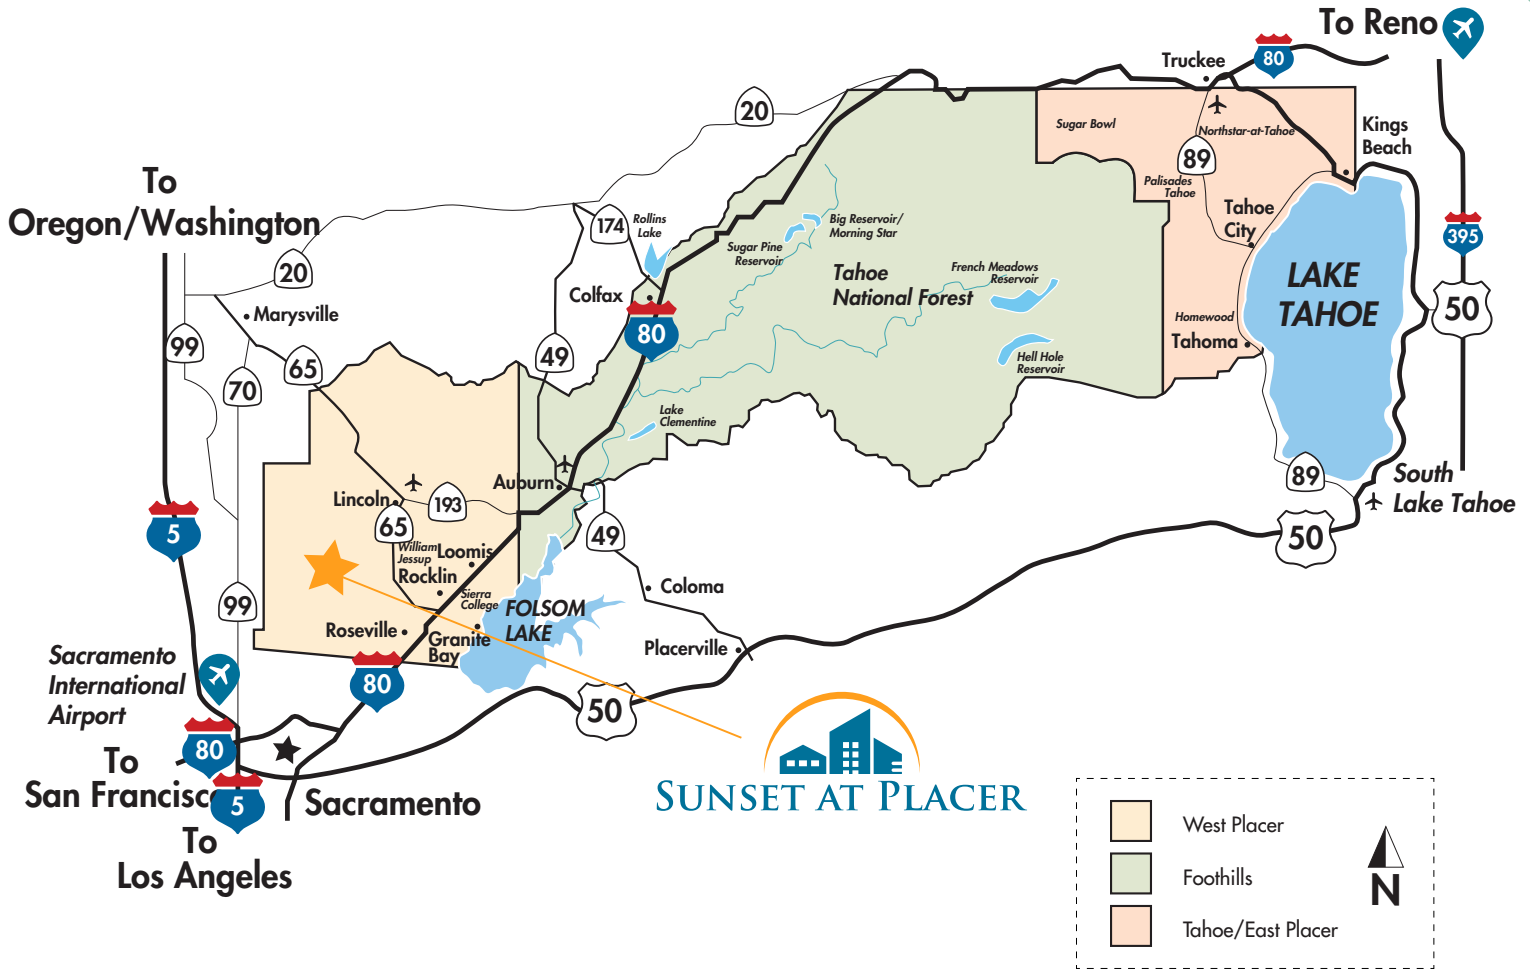 To Reno
80
Truckee
20
Sugar Bowl
Northstar-at-Tahoe
Kings
Beach
89
To
Oregon/Washington
Palisades
Tahoe
Tahoe
City
174
Rollins
Lake
Big Reservoir/
Morning Star
Sugar Pine
Reservoir
395
20
Tahoe
National Forest
French Meadows
Reservoir
LAKE
TAHOE
Colfax
50
Marysville
80
Homewood
Tahoma
99
65
49
Hell Hole
Reservoir
70
Lake
Clementine
Auburn
89
South
Lake Tahoe
Lincoln
193
65
5
49
50
William
Jessup
Loomis
Rocklin
Coloma
Sierra
College
FOLSOM
LAKE
99
Roseville
Granite
Bay
Placerville
Sacramento
International
Airport
80
50
80
To
San Francisco
5
Sacramento
SUNSET AT PLACER
To
Los Angeles
West Placer
Foothills
Tahoe/East Placer
N